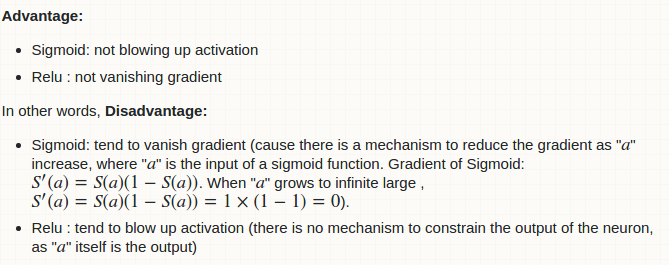 Advantage:
• Sigmoid: not blowing up activation
• Relu : not vanishing gradient
In other words, Disadvantage:
• Sigmoid: tend to vanish gradient (cause there is a mechanism to reduce the gradient as "a"
increase, where "a" is the input of a sigmoid function. Gradient of Sigmoid:
S′(a) = S(a)(1 − S(a)). When "a" grows to infinite large ,
S′(a) = S(a)(1 − S(a)) = 1 × (1 − 1) = 0).
• Relu : tend to blow up activation (there is no mechanism to constrain the output of the neuron,
as "a" itself is the output)